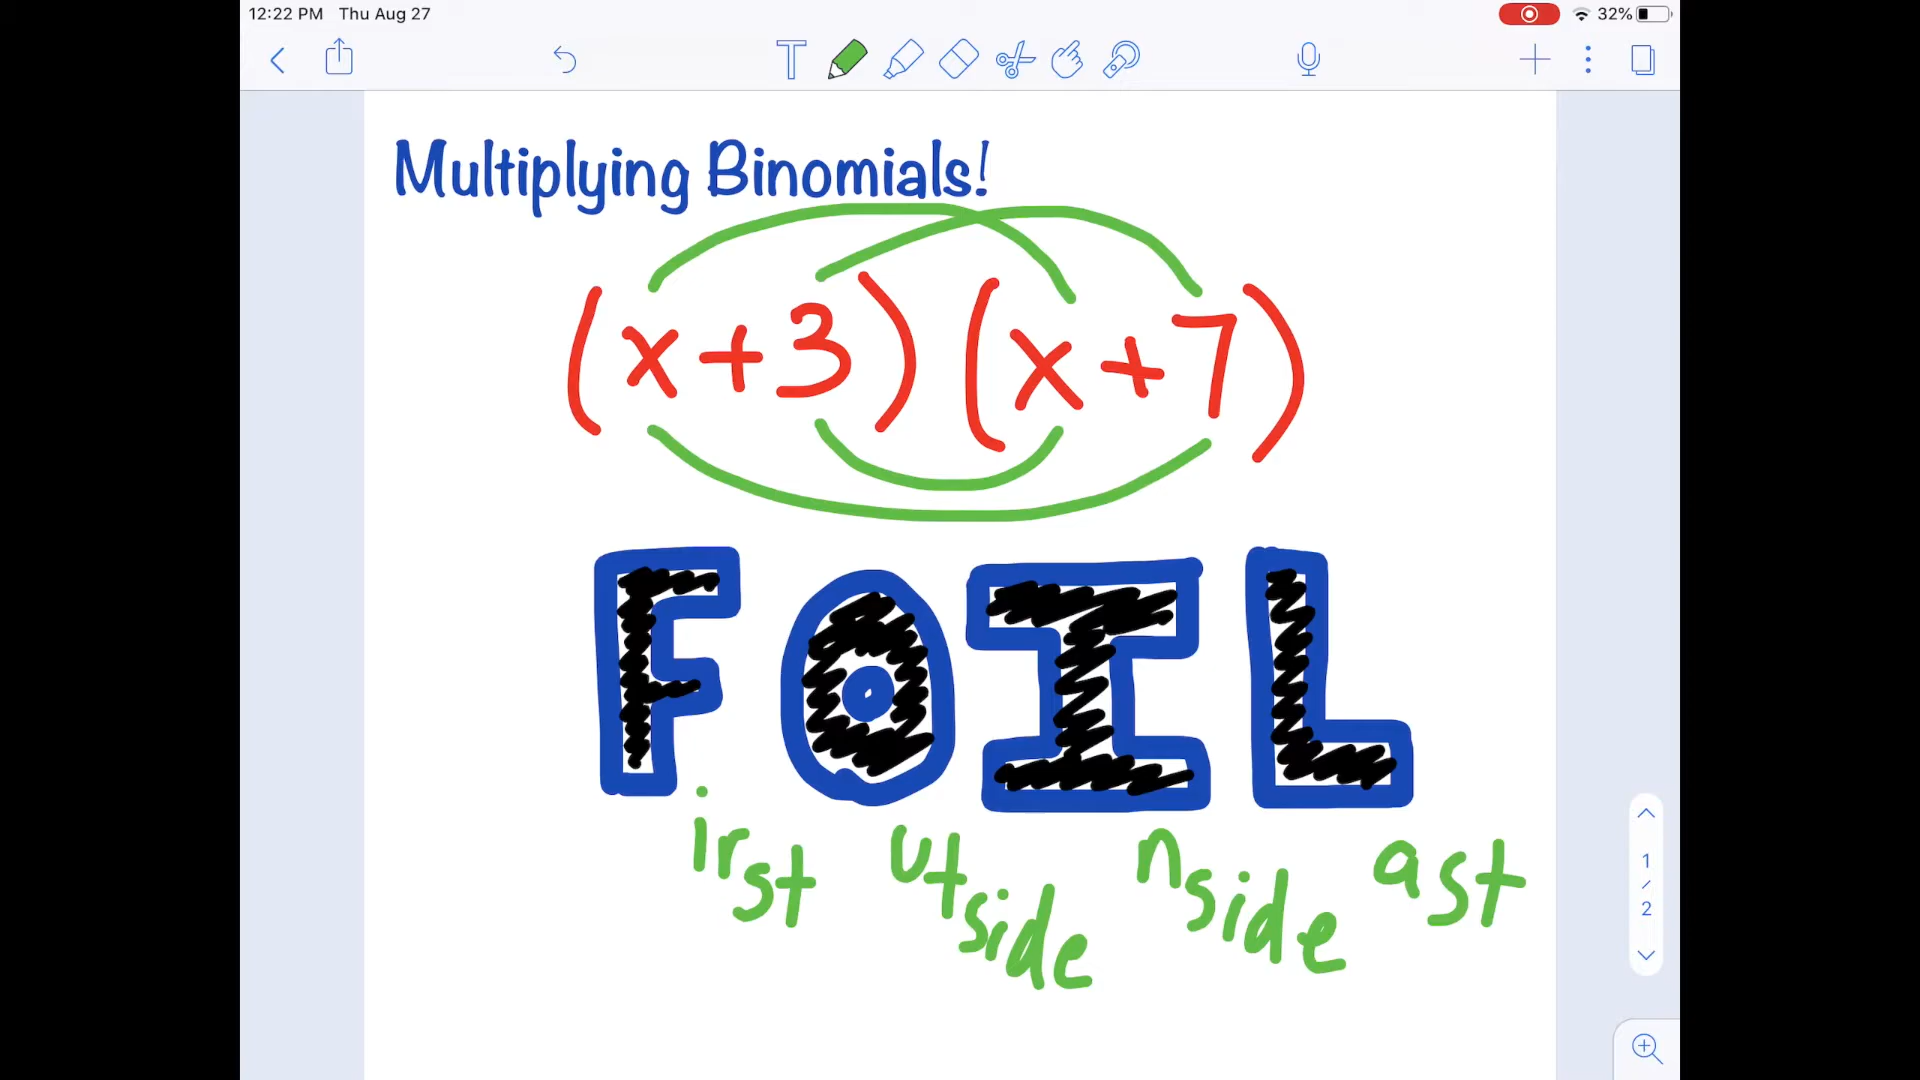 12:22 PM Thu Aug 27
32%
T
Multiplying Binomials!
(x+3)(x+7)
FOIL
irst utside nside ast
1
/
2